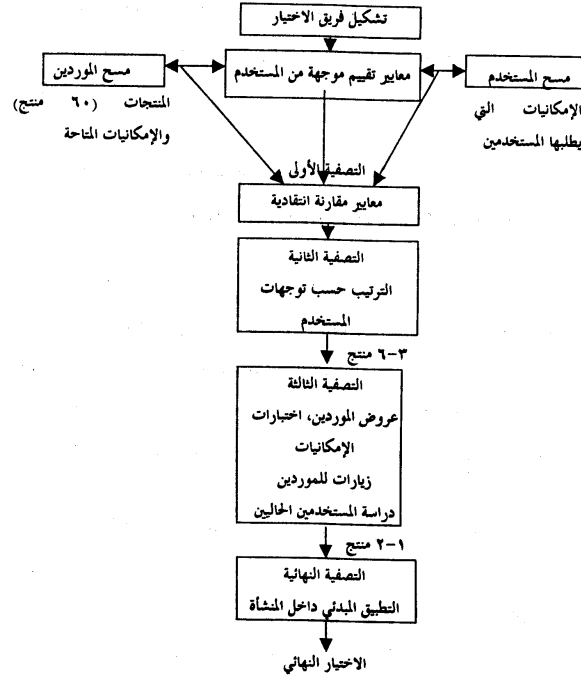 تشكيل فريق الاختيار
معايير تقييم موجهة من المستخدم
مسح الموردين
المنتجات (٦٠ منتج)
والإمكانيات المتاحة
مسح المستخدم
الإمكانيات التي
يطلبها المستخدمين
التصفية الأولى
معايير مقارنة انتقادية
التصفية الثانية
الترتيب حسب توجهات
المستخدم
٣-٦ منتج
التصفية الثالثة
عروض الموردين، اختبارات
الإمكانيات
زيارات للموردين
دراسة المستخدمين الحاليين
١-٢ منتج
التصفية النهائية
التطبيق المبدئي داخل المنشأة
الاختيار النهائي